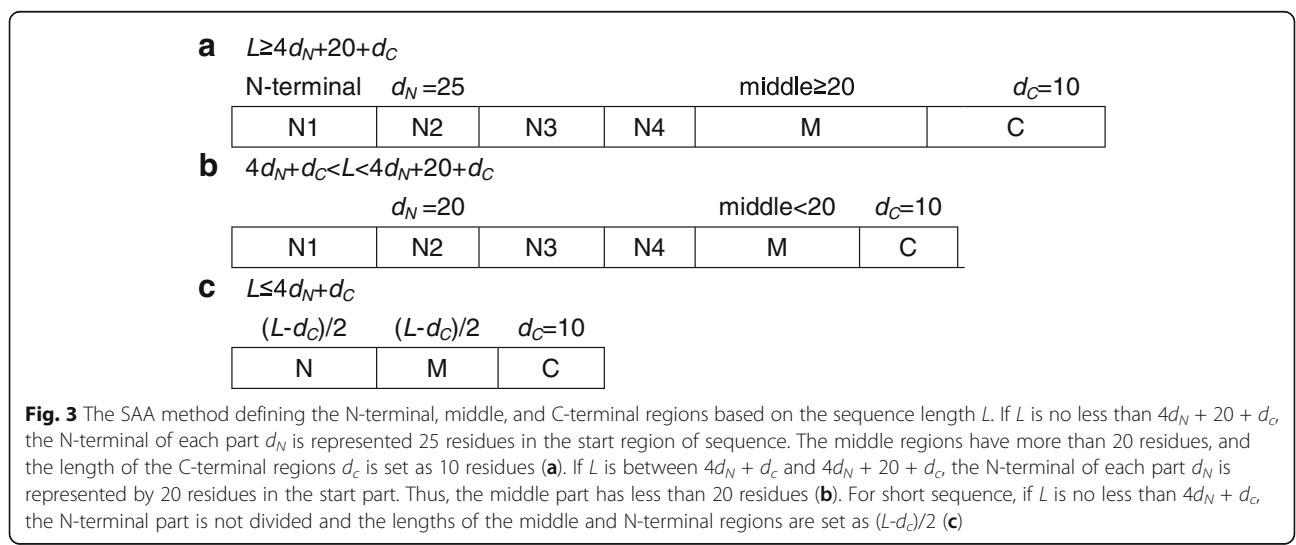 a L≥4dN+20+dC
N-terminal dN =25 middle≥20 dC=10
N1 N2 N3 N4 M C
b 4dN+dC<L<4dN+20+dC
dN =20 middle<20 dC=10
N1 N2 N3 N4 M C
c L≤4dN+dC
(L-dC)/2 (L-dC)/2 dC=10
N M C
Fig. 3 The SAA method defining the N-terminal, middle, and C-terminal regions based on the sequence length L. If L is no less than 4dN + 20 + dc,
the N-terminal of each part dN is represented 25 residues in the start region of sequence. The middle regions have more than 20 residues, and
the length of the C-terminal regions dc is set as 10 residues (a). If L is between 4dN + dc and 4dN + 20 + dc, the N-terminal of each part dN is
represented by 20 residues in the start part. Thus, the middle part has less than 20 residues (b). For short sequence, if L is no less than 4dN + dc,
the N-terminal part is not divided and the lengths of the middle and N-terminal regions are set as (L-dc)/2 (c)